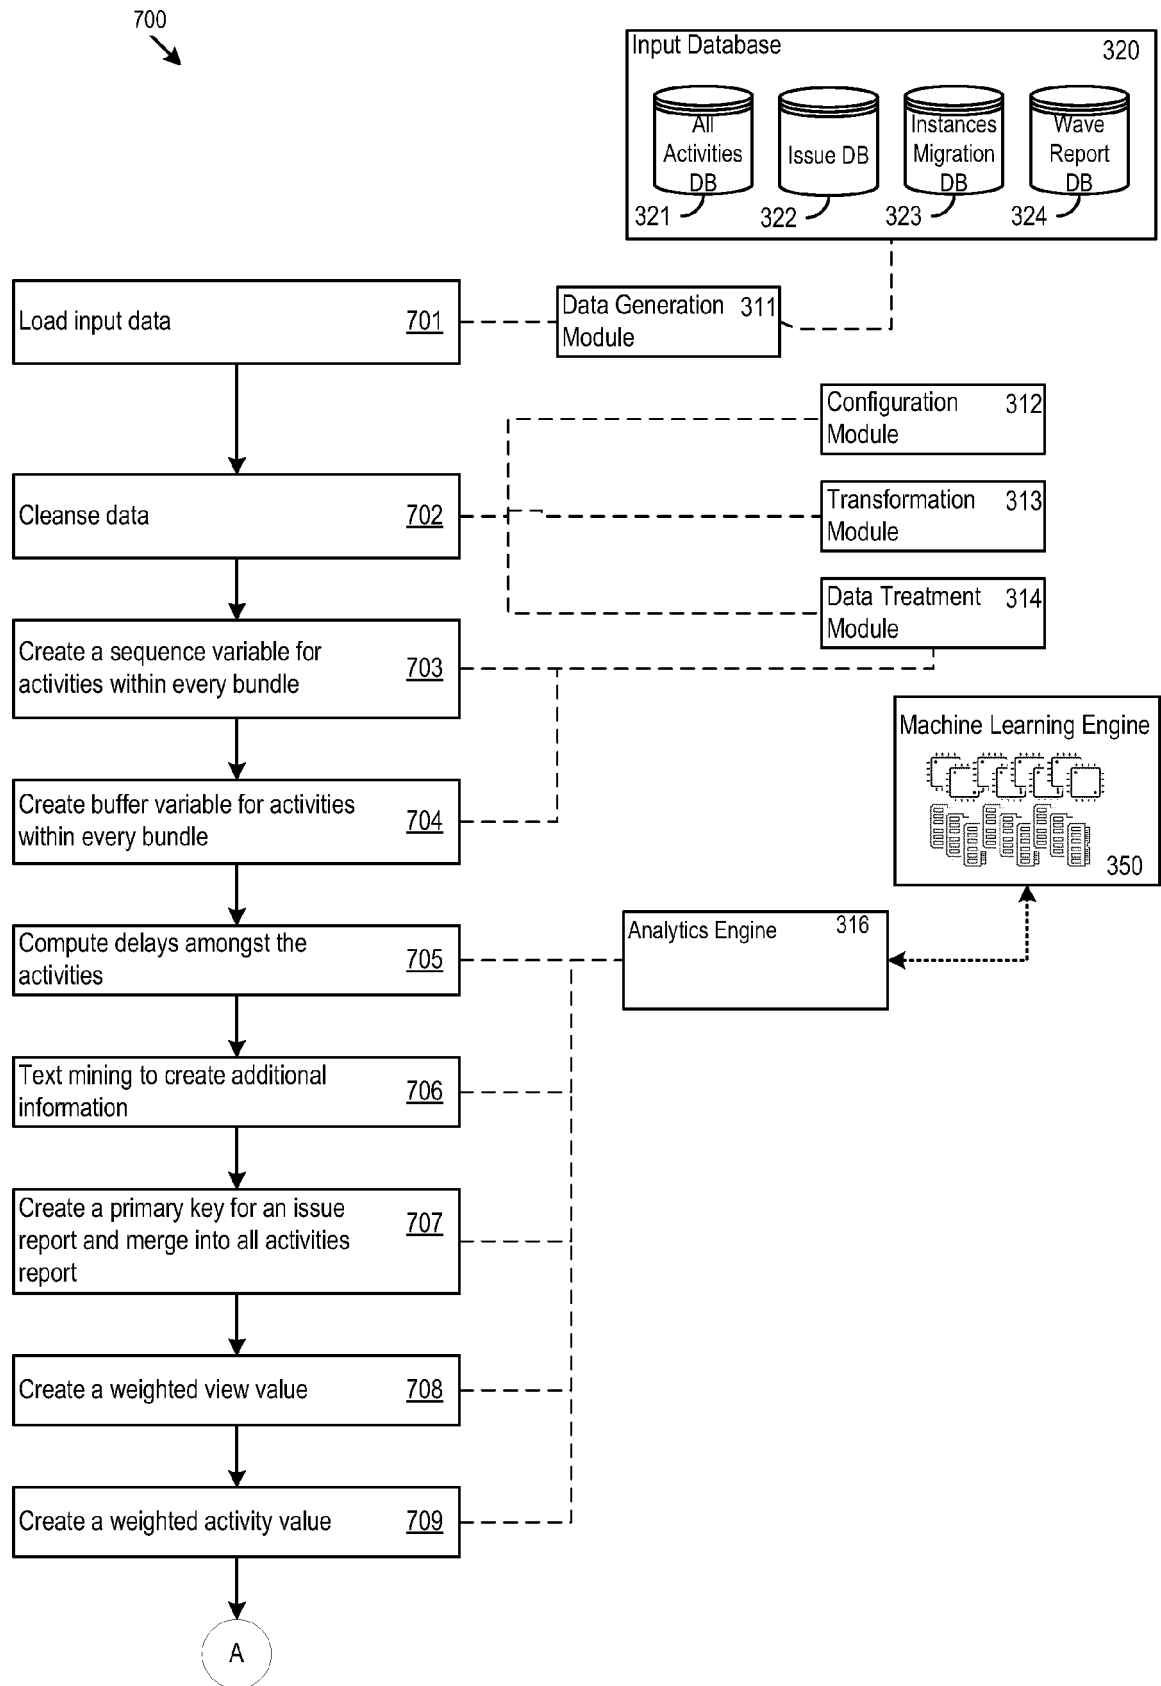 700
Input Database
320
All
Activities
DB
Issue DB
Instances
Migration
DB
Wave
Report
DB
321
322
323
324
Load input data
701
Data Generation
Module
311
Configuration
Module
312
Cleanse data
702
Transformation
Module
313
Data Treatment
Module
314
Create a sequence variable for
activities within every bundle
703
Machine Learning Engine
350
Create buffer variable for activities
within every bundle
704
Compute delays amongst the
activities
705
Analytics Engine
316
Text mining to create additional
information
706
Create a primary key for an issue
report and merge into all activities
report
707
Create a weighted view value
708
Create a weighted activity value
709
A